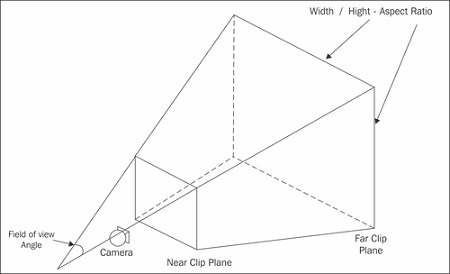 Width / Hight - Aspect Ratio
Field of view
Angle
Camera
Near Clip Plane
Far Clip
Plane